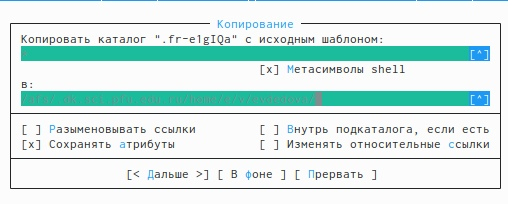 Копирование
Копировать каталог ".fr-e1gIQa" с исходным шаблоном:
[^]
[x] Метасимволы shell
в:
[^]
[ ] Разыменовывать ссылки [ ] Внутрь подкаталога, если есть
[x] Сохранять атрибуты [ ] Изменять относительные ссылки
[< Дальше >] [ В фоне ] [ Прервать ]